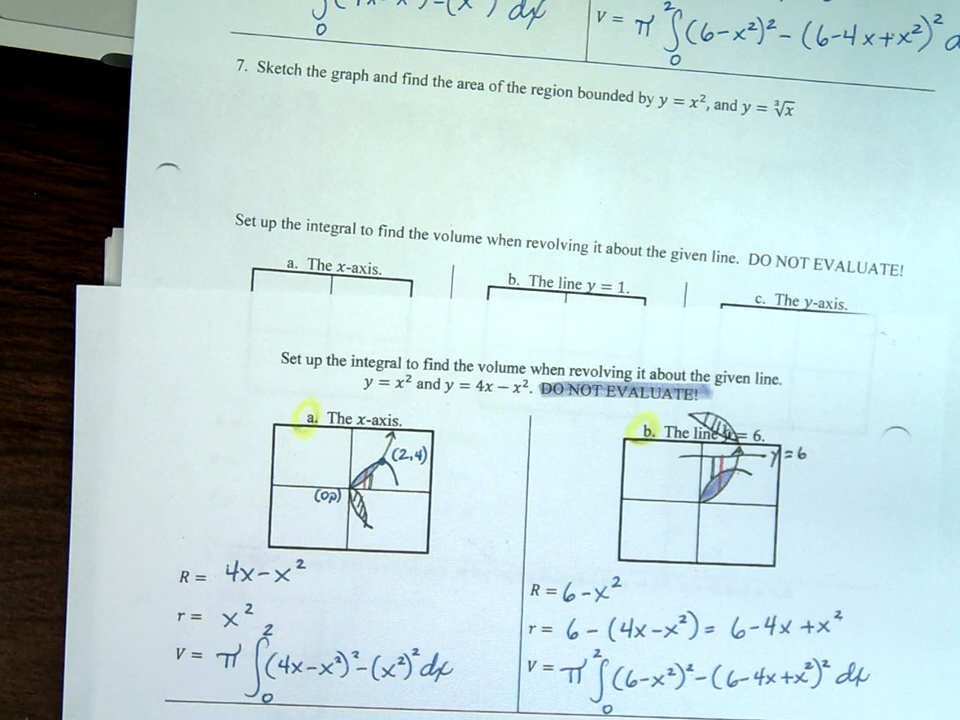 ∫₀ dx
V = π ∫₀² (6-x²)² - (6-4x+x²)²
7. Sketch the graph and find the area of the region bounded by y = x², and y = ∛x
Set up the integral to find the volume when revolving it about the given line. DO NOT EVALUATE!
a. The x-axis.
b. The line y = 1.
c. The y-axis.
Set up the integral to find the volume when revolving it about the given line.
y = x² and y = 4x − x². DO NOT EVALUATE!
a. The x-axis.
(2,4)
(0,0)
R = 4x-x²
r = x²
V = π ∫₀² (4x-x²)²-(x²)² dx
b. The line y = 6.
y=6
R = 6-x²
r = 6-(4x-x²) = 6-4x+x²
V = π ∫₀² (6-x²)²-(6-4x+x²)² dx